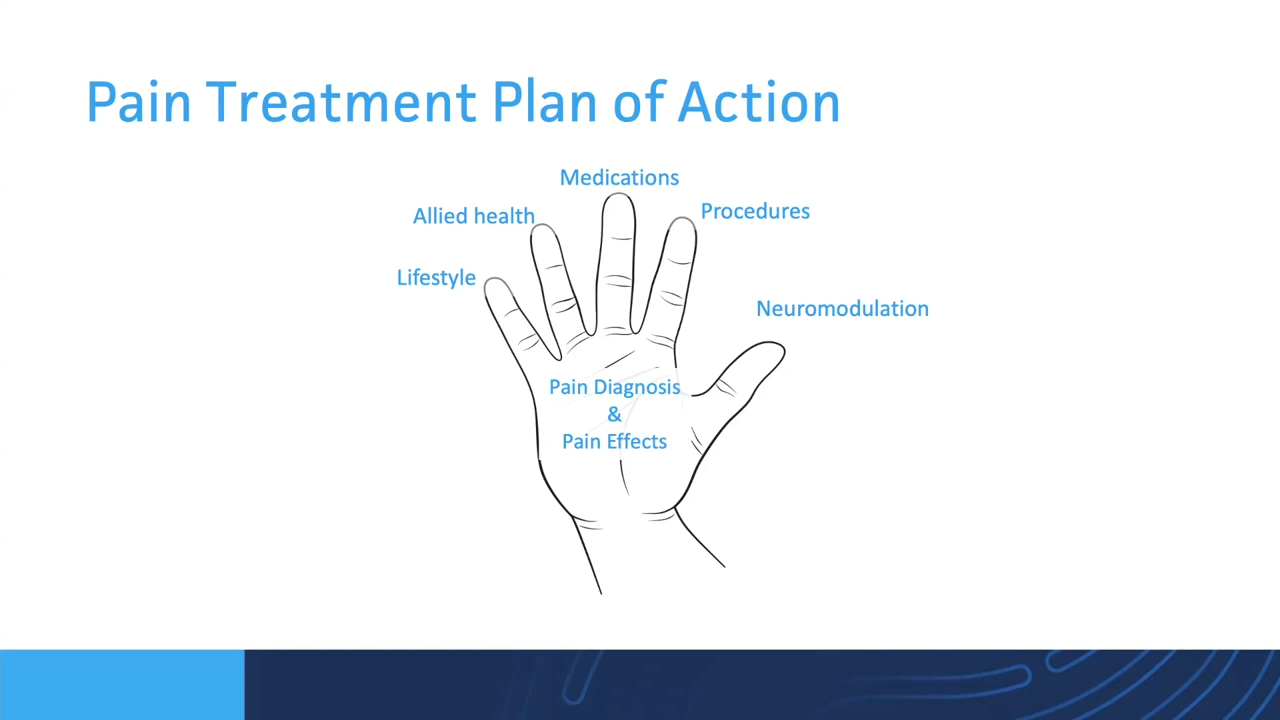 Pain Treatment Plan of Action
Medications
Allied health
Procedures
Lifestyle
Neuromodulation
Pain Diagnosis
&
Pain Effects